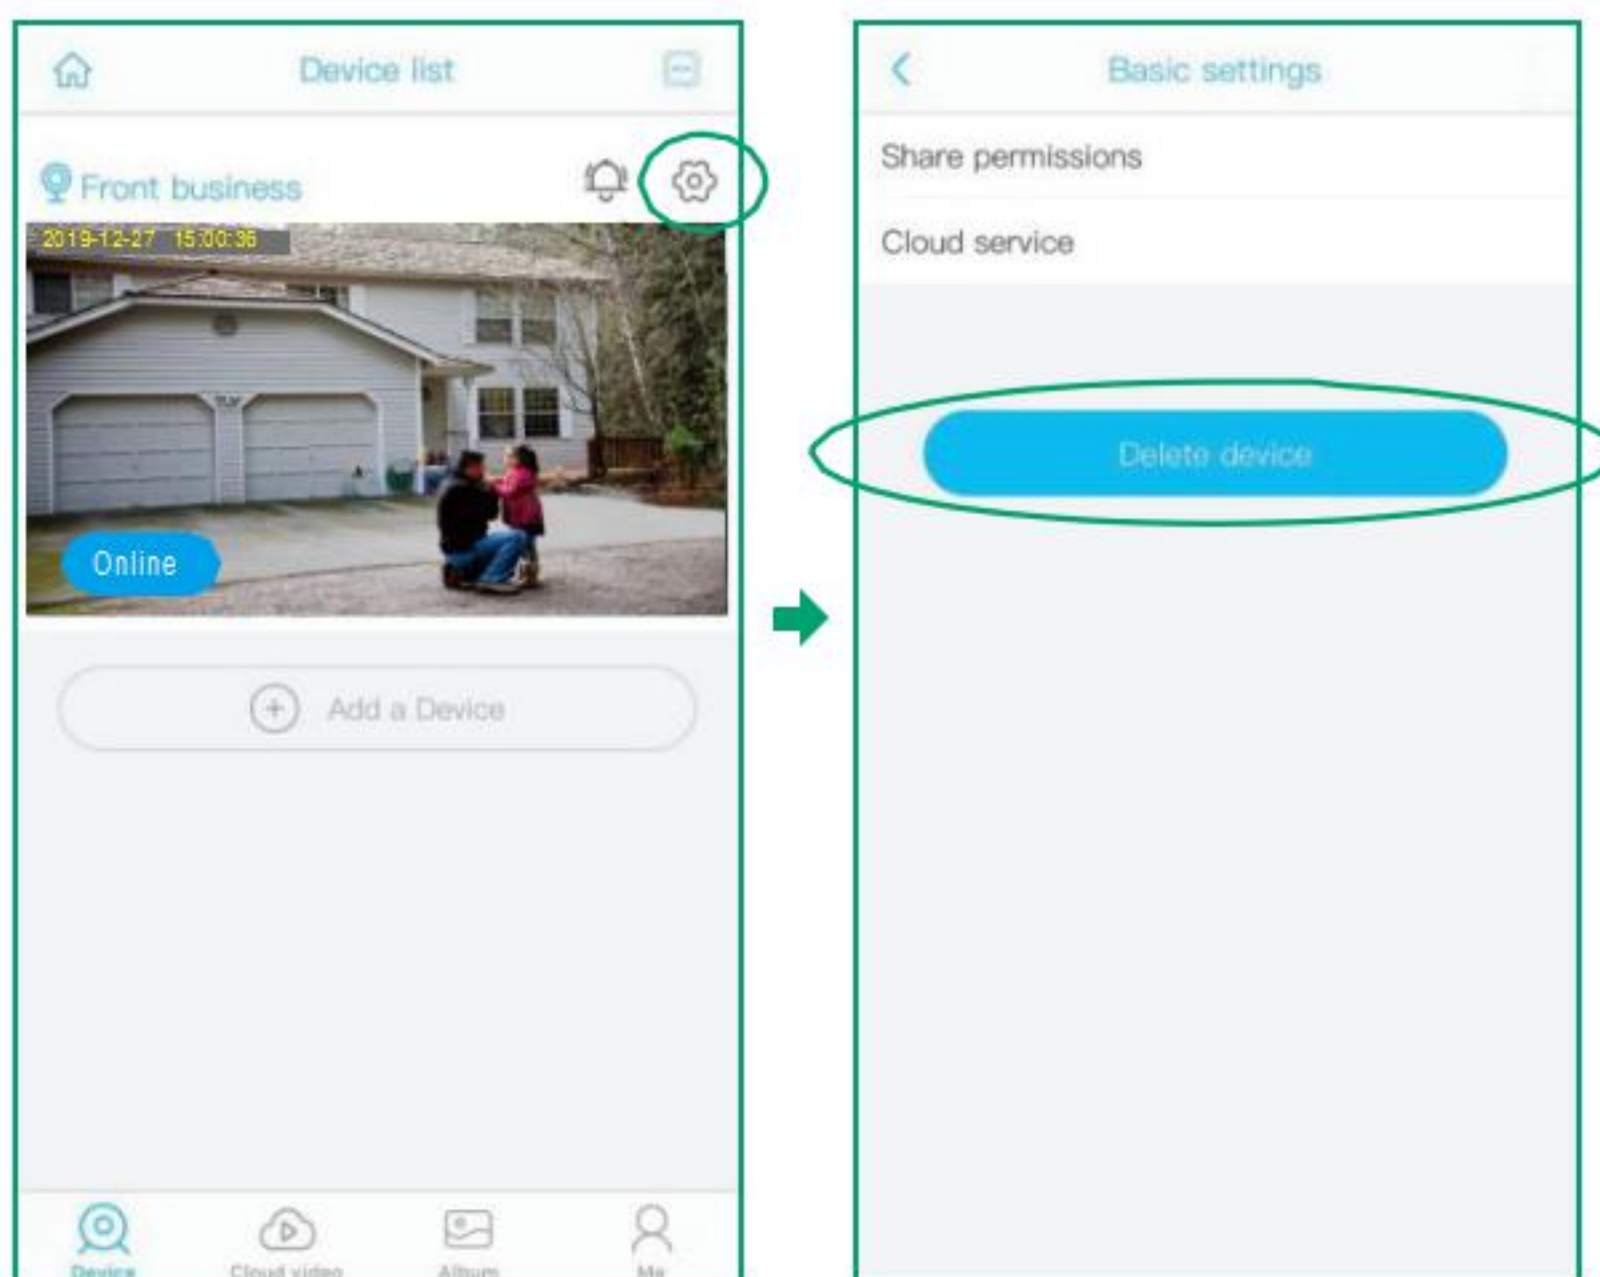 Device list
Front business
2019-12-27 15:00:36
Online
Add a Device
Device
Cloud video
Album
Me
Basic settings
Share permissions
Cloud service
Delete device